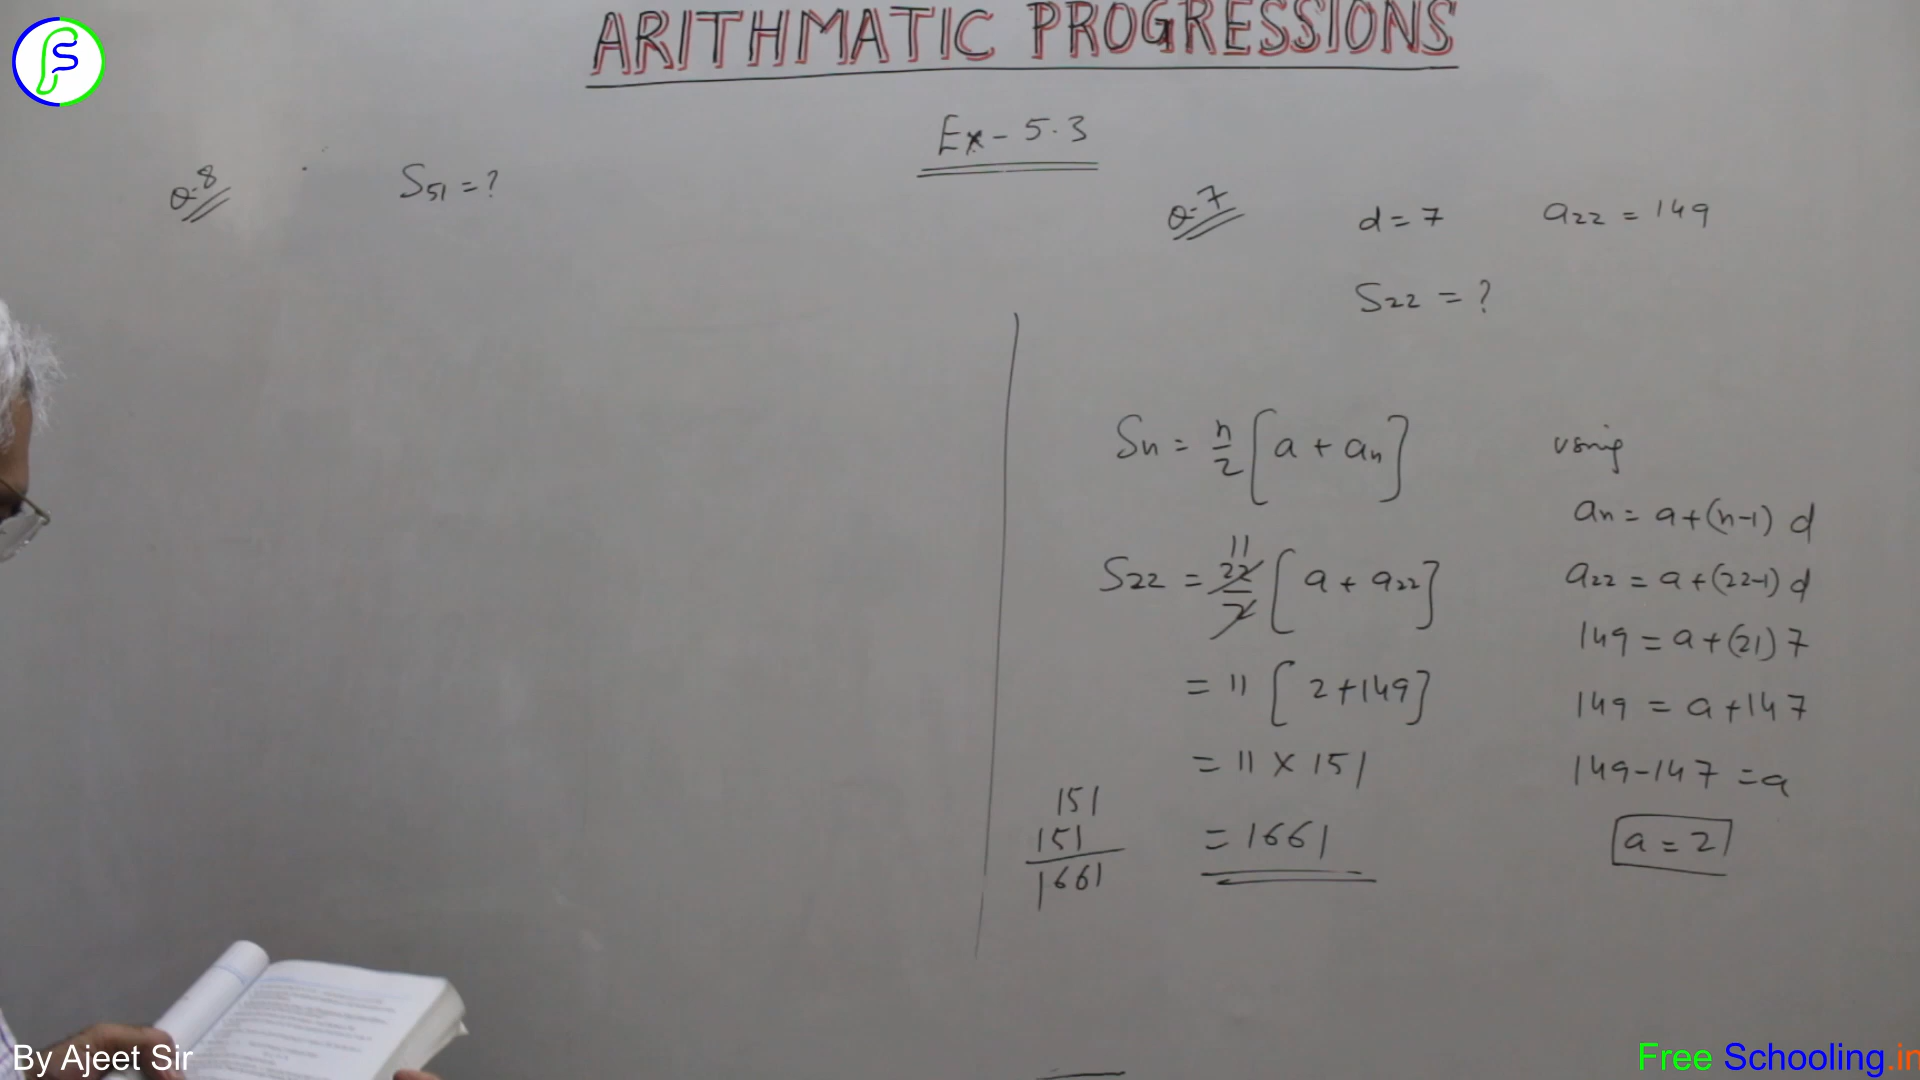 ARITHMATIC PROGRESSIONS
Ex - 5.3
Q-8 S51 = ?
Q-7 d = 7 a22 = 149
S22 = ?
Sn = n/2 [a + an]
S22 = 22/2 [a + a22]
11
= 11 [2+149]
= 11 × 151
= 1661
151
151
1661
using
an = a+(n-1) d
a22 = a+(22-1) d
149 = a+(21) 7
149 = a+147
149-147 = a
a = 2
By Ajeet Sir
Free Schooling.in